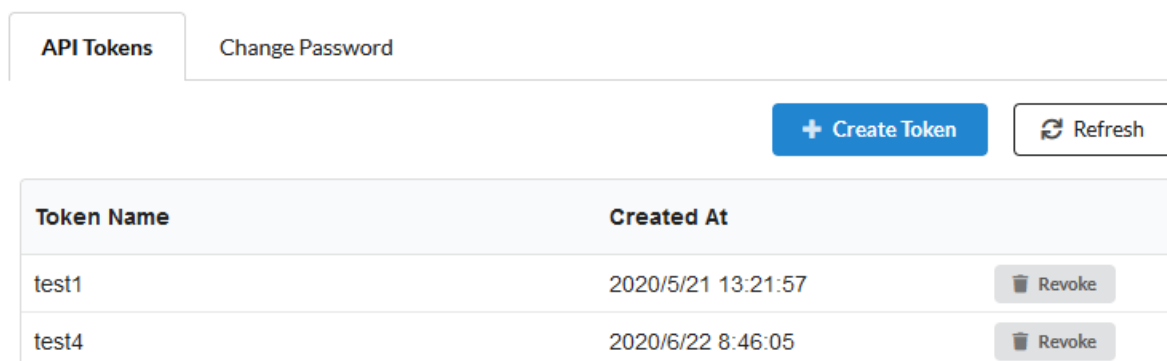 API Tokens Change Password
Create Token Refresh
Token Name Created At
test1 2020/5/21 13:21:57 Revoke
test4 2020/6/22 8:46:05 Revoke